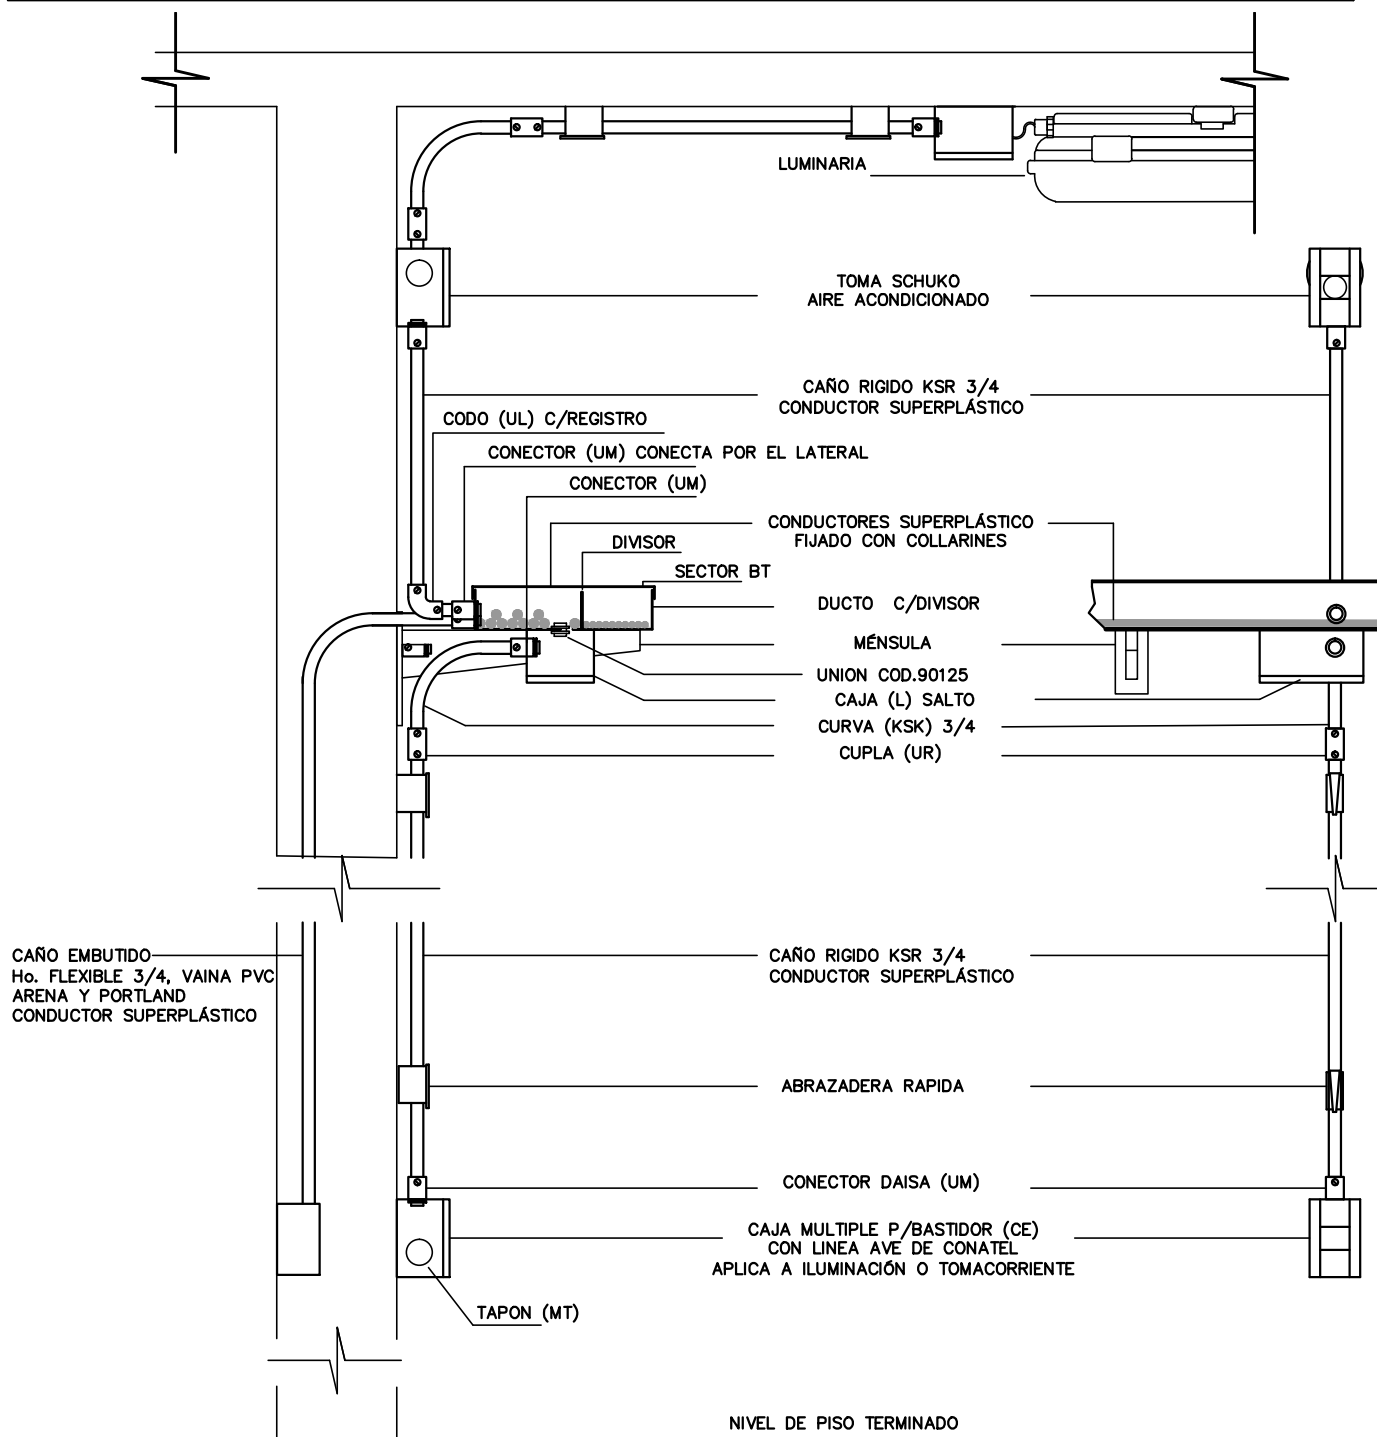 LUMINARIA
TOMA SCHUKO
AIRE ACONDICIONADO
CAÑO RIGIDO KSR 3/4
CONDUCTOR SUPERPLÁSTICO
CODO (UL) C/REGISTRO
CONECTOR (UM) CONECTA POR EL LATERAL
CONECTOR (UM)
CONDUCTORES SUPERPLÁSTICO
FIJADO CON COLLARINES
DIVISOR
SECTOR BT
DUCTO C/DIVISOR
MÉNSULA
UNION COD.90125
CAJA (L) SALTO
CURVA (KSK) 3/4
CUPLA (UR)
CAÑO EMBUTIDO
Ho. FLEXIBLE 3/4, VAINA PVC
ARENA Y PORTLAND
CONDUCTOR SUPERPLÁSTICO
CAÑO RIGIDO KSR 3/4
CONDUCTOR SUPERPLÁSTICO
ABRAZADERA RAPIDA
CONECTOR DAISA (UM)
CAJA MULTIPLE P/BASTIDOR (CE)
CON LINEA AVE DE CONATEL
APLICA A ILUMINACIÓN O TOMACORRIENTE
TAPON (MT)
NIVEL DE PISO TERMINADO